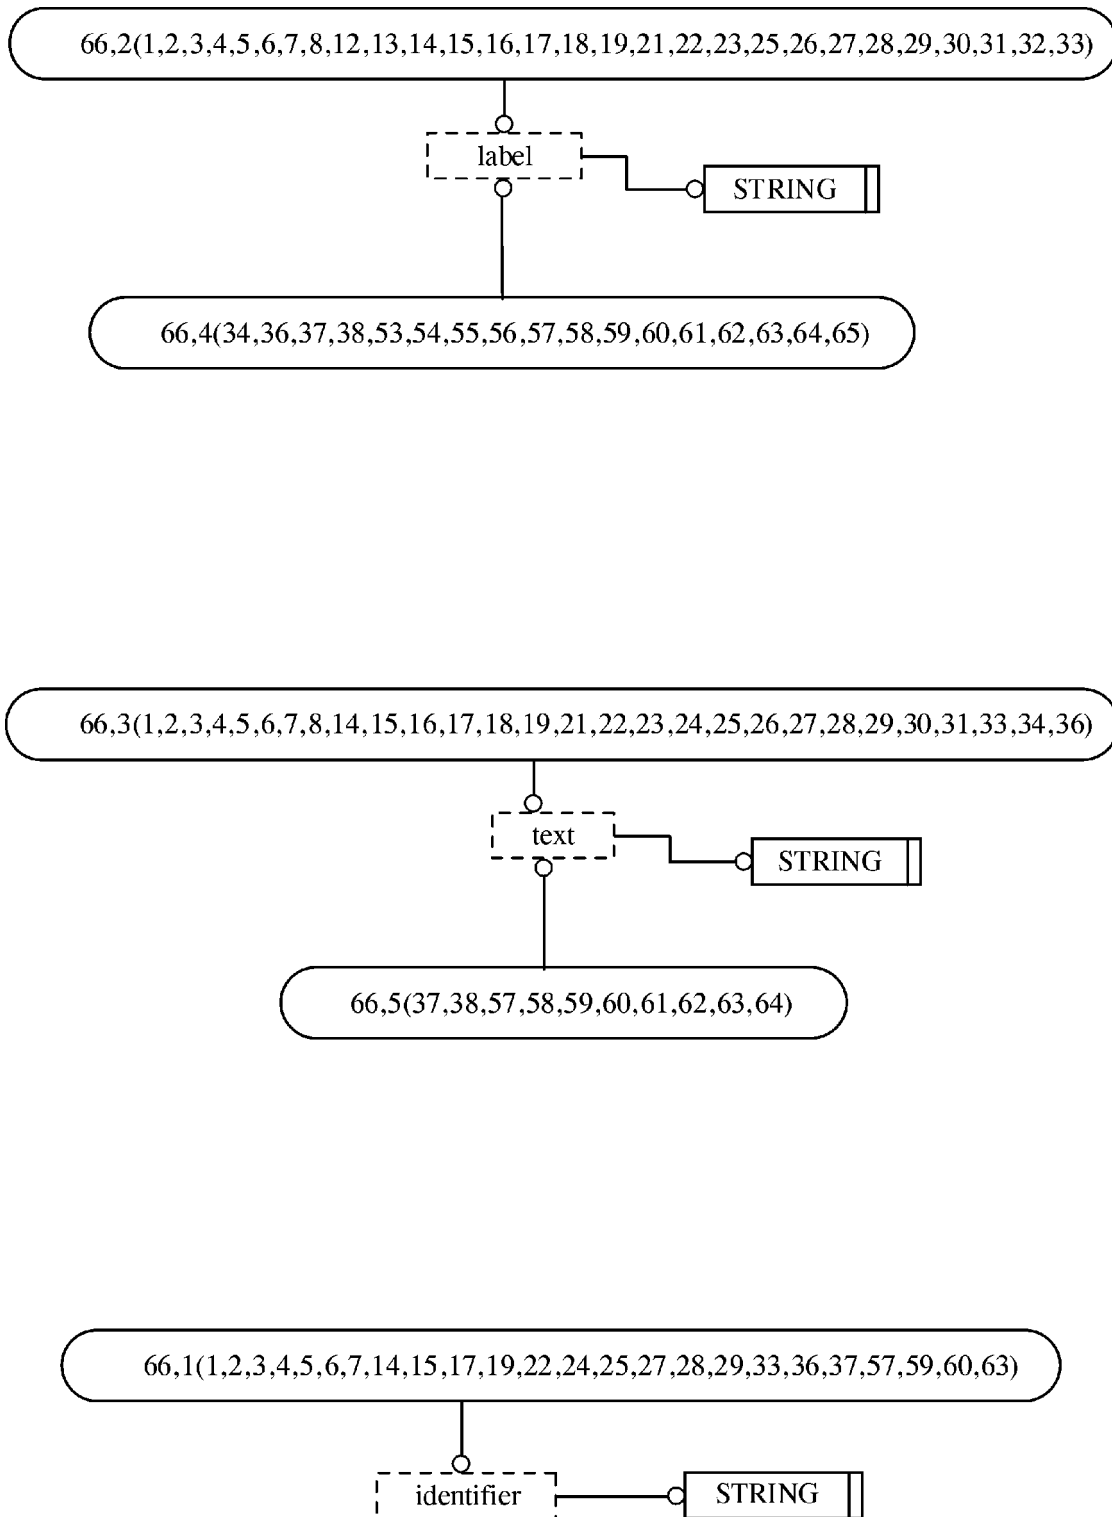 66,2(1,2,3,4,5,6,7,8,12,13,14,15,16,17,18,19,21,22,23,25,26,27,28,29,30,31,32,33)
label
STRING
66,4(34,36,37,38,53,54,55,56,57,58,59,60,61,62,63,64,65)
66,3(1,2,3,4,5,6,7,8,14,15,16,17,18,19,21,22,23,24,25,26,27,28,29,30,31,33,34,36)
text
STRING
66,5(37,38,57,58,59,60,61,62,63,64)
66,1(1,2,3,4,5,6,7,14,15,17,19,22,24,25,27,28,29,33,36,37,57,59,60,63)
identifier
STRING